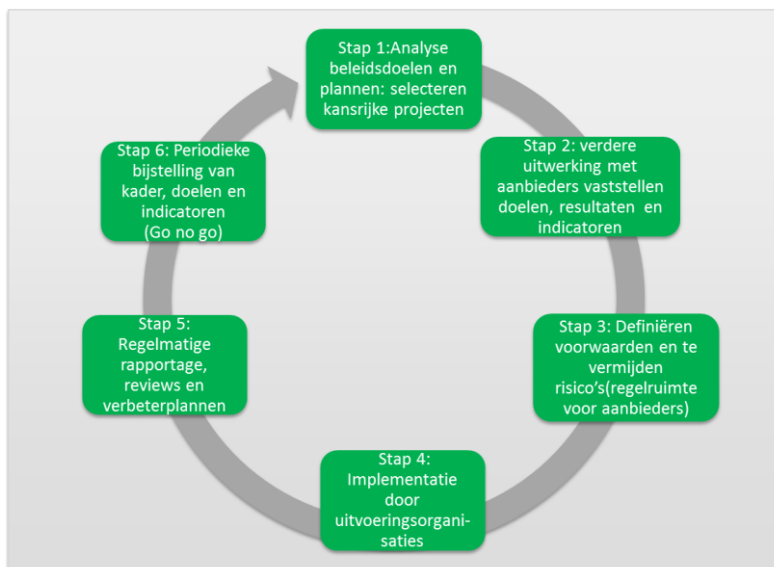 Stap 1:Analyse
beleidsdoelen en
plannen: selecteren
kansrijke projecten
Stap 2: verdere
uitwerking met
aanbieders vaststellen
doelen, resultaten en
indicatoren
Stap 3: Definiëren
voorwaarden en te
vermijden
risico's(regelruimte
voor aanbieders)
Stap 4:
Implementatie
door
uitvoeringsorgani-
saties
Stap 5:
Regelmatige
rapportage,
reviews en
verbeterplannen
Stap 6: Periodieke
bijstelling van
kader, doelen en
indicatoren
(Go no go)